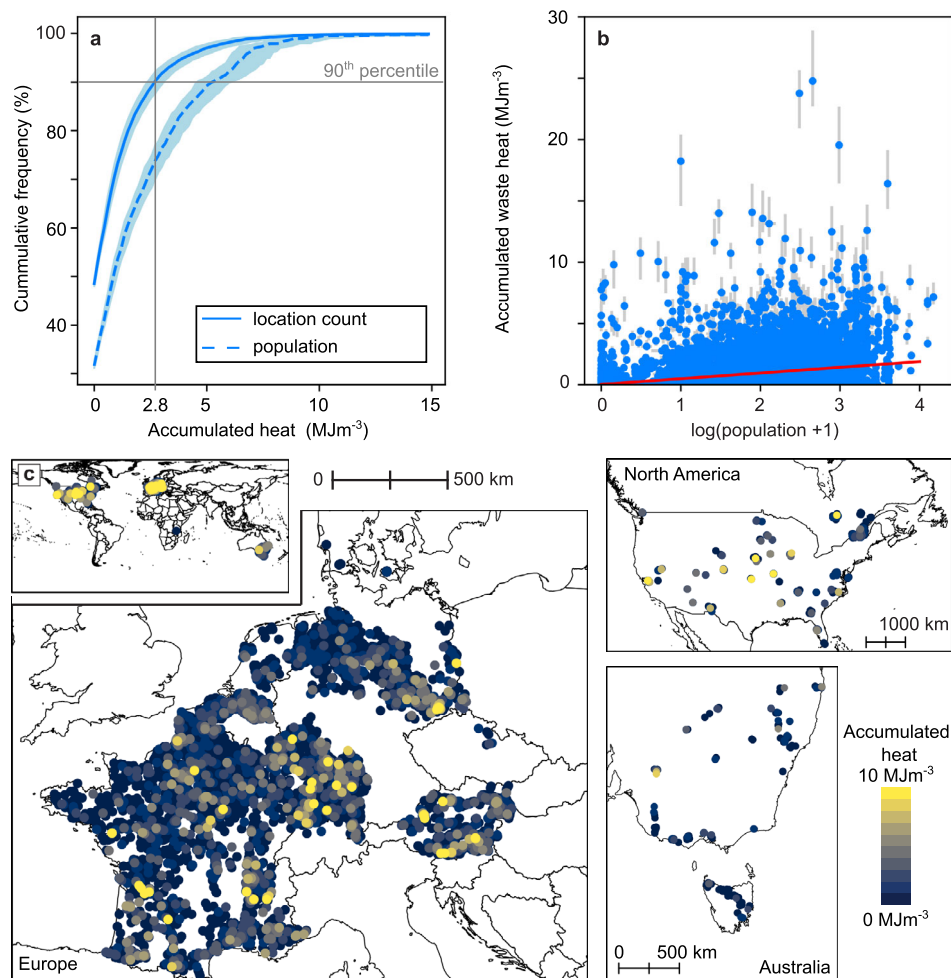 a
100
80
60
40
Cummulative frequency (%)
90th percentile
location count
population
0
2.8
5
10
15
Accumulated heat (MJm-3)
b
30
20
10
0
Accumulated waste heat (MJm-3)
0
1
2
3
4
log(population +1)
c
0
500 km
Europe
North America
1000 km
0
500 km
Australia
Accumulated
heat
10 MJm-3
0 MJm-3